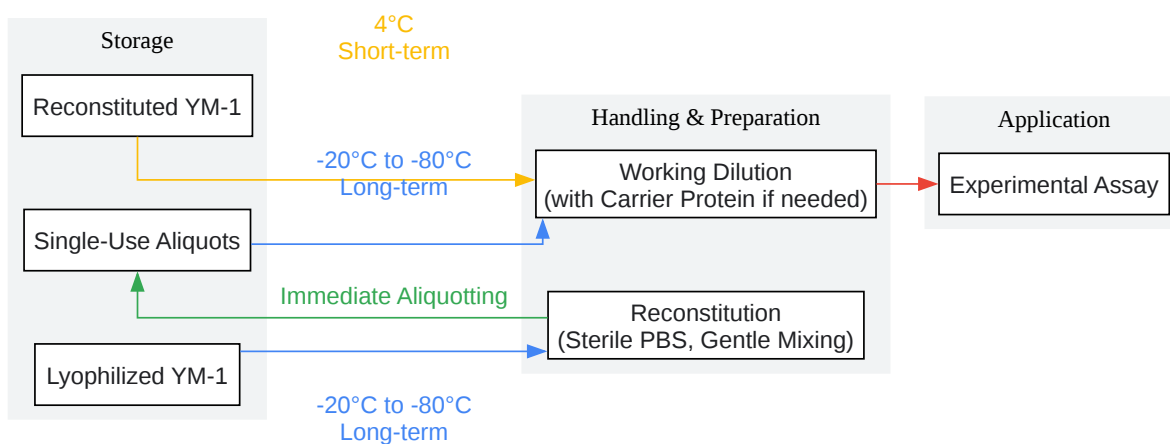 Storage
Reconstituted YM-1
Single-Use Aliquots
Lyophilized YM-1
4°C
Short-term
-20°C to -80°C
Long-term
Immediate Aliquotting
-20°C to -80°C
Long-term
Handling & Preparation
Working Dilution
(with Carrier Protein if needed)
Reconstitution
(Sterile PBS, Gentle Mixing)
Application
Experimental Assay